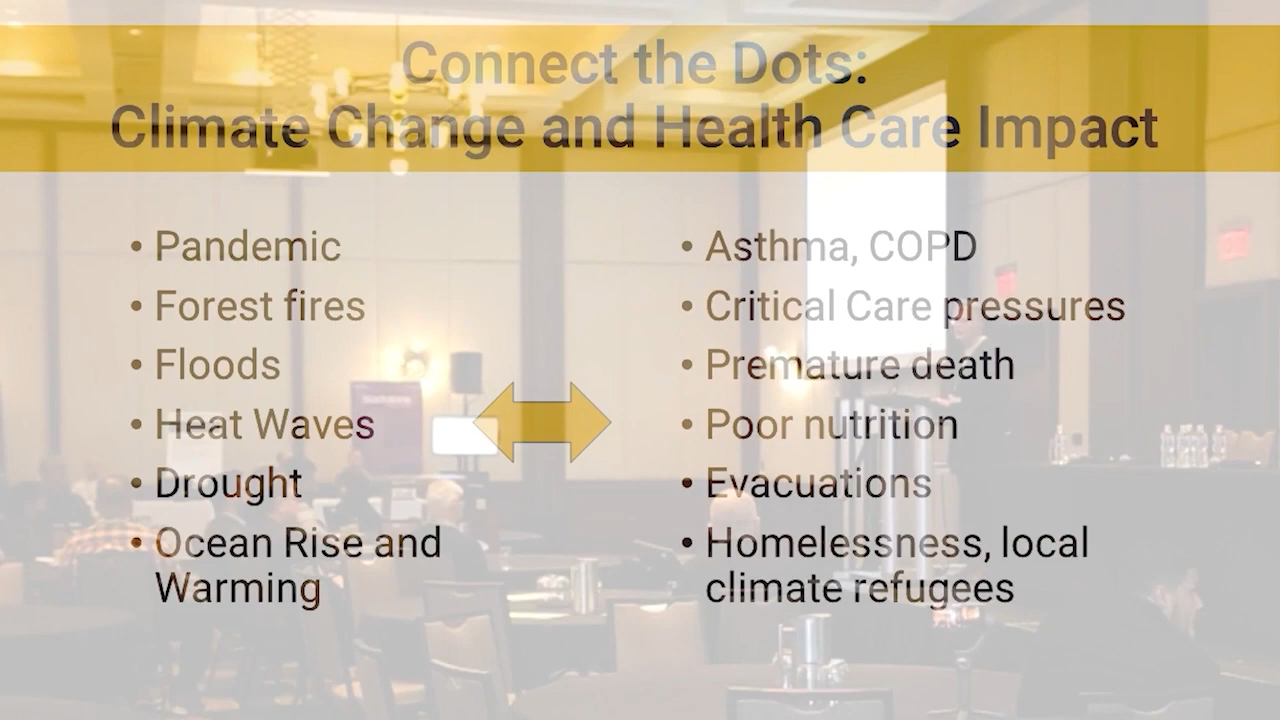 Connect the Dots:
Climate Change and Health Care Impact
• Pandemic
• Forest fires
• Floods
• Heat Waves
• Drought
• Ocean Rise and
Warming
• Asthma, COPD
• Critical Care pressures
• Premature death
• Poor nutrition
• Evacuations
• Homelessness, local
climate refugees